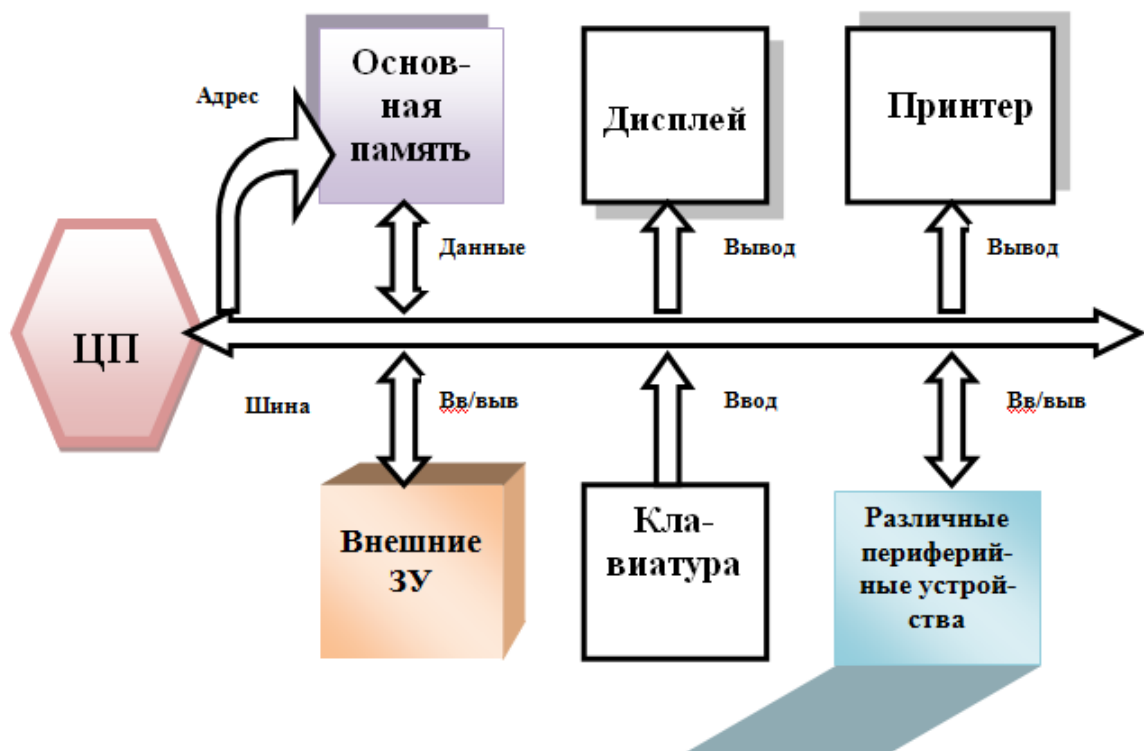 Основ-
ная
память
Адрес
Дисплей
Принтер
Данные
Вывод
Вывод
ЦП
Шина
Вв/выв
Ввод
Вв/выв
Внешние
ЗУ
Кла-
виатура
Различные
периферий-
ные устрой-
ства